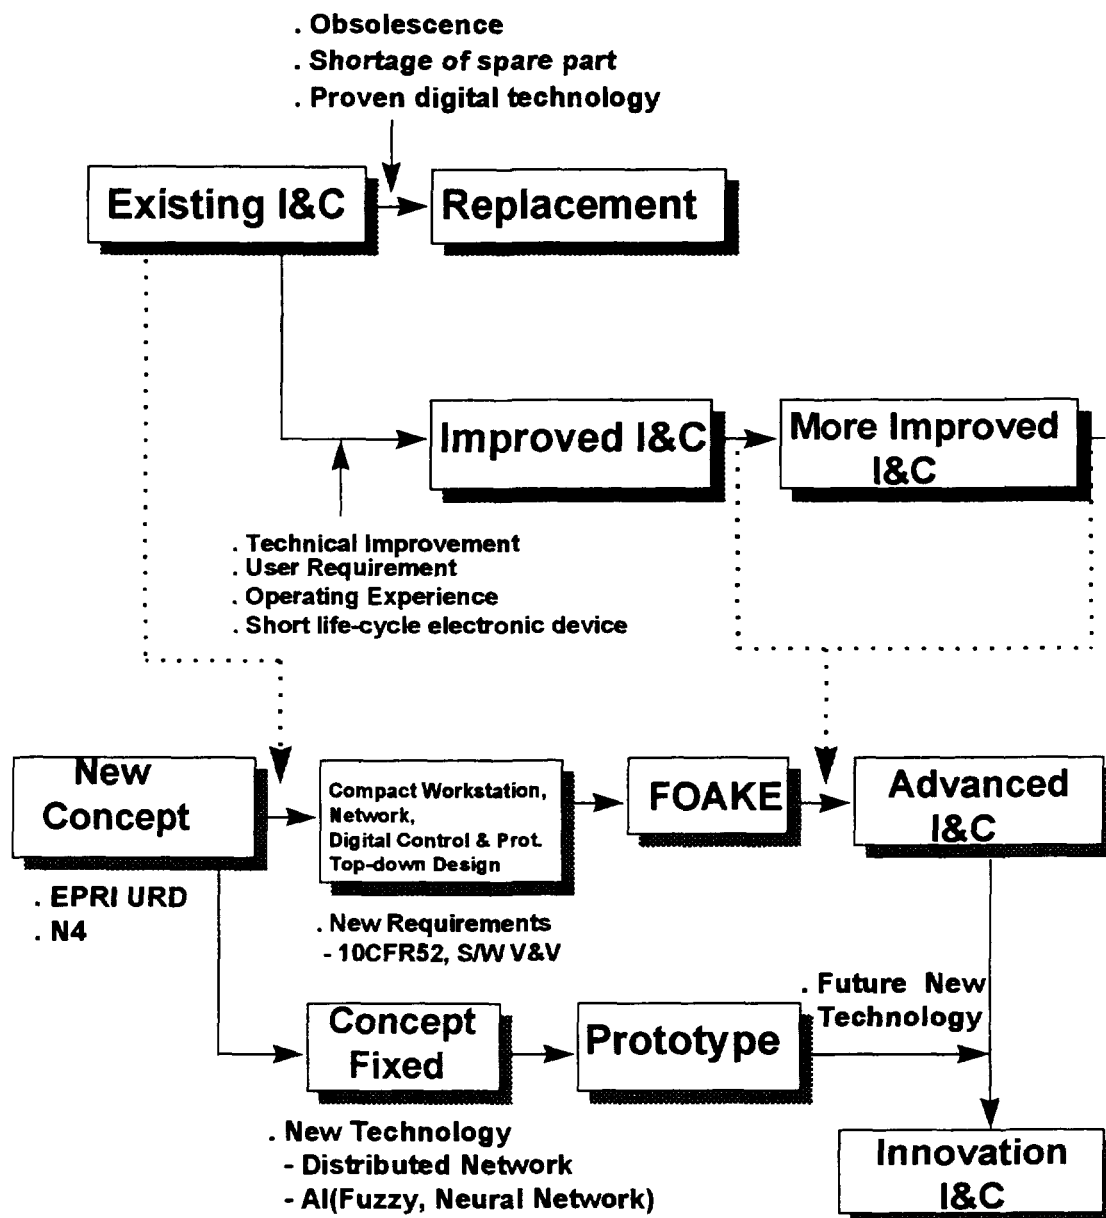 . Obsolescence
. Shortage of spare part
. Proven digital technology
Existing I&C
Replacement
Improved I&C
More Improved
I&C
. Technical Improvement
. User Requirement
. Operating Experience
. Short life-cycle electronic device
New
Concept
Compact Workstation,
Network,
Digital Control & Prot.
Top-down Design
FOAKE
Advanced
I&C
. EPRI URD
. N4
. New Requirements
- 10CFR52, S/W V&V
. Future New
Technology
Concept
Fixed
Prototype
. New Technology
- Distributed Network
- AI(Fuzzy, Neural Network)
Innovation
I&C